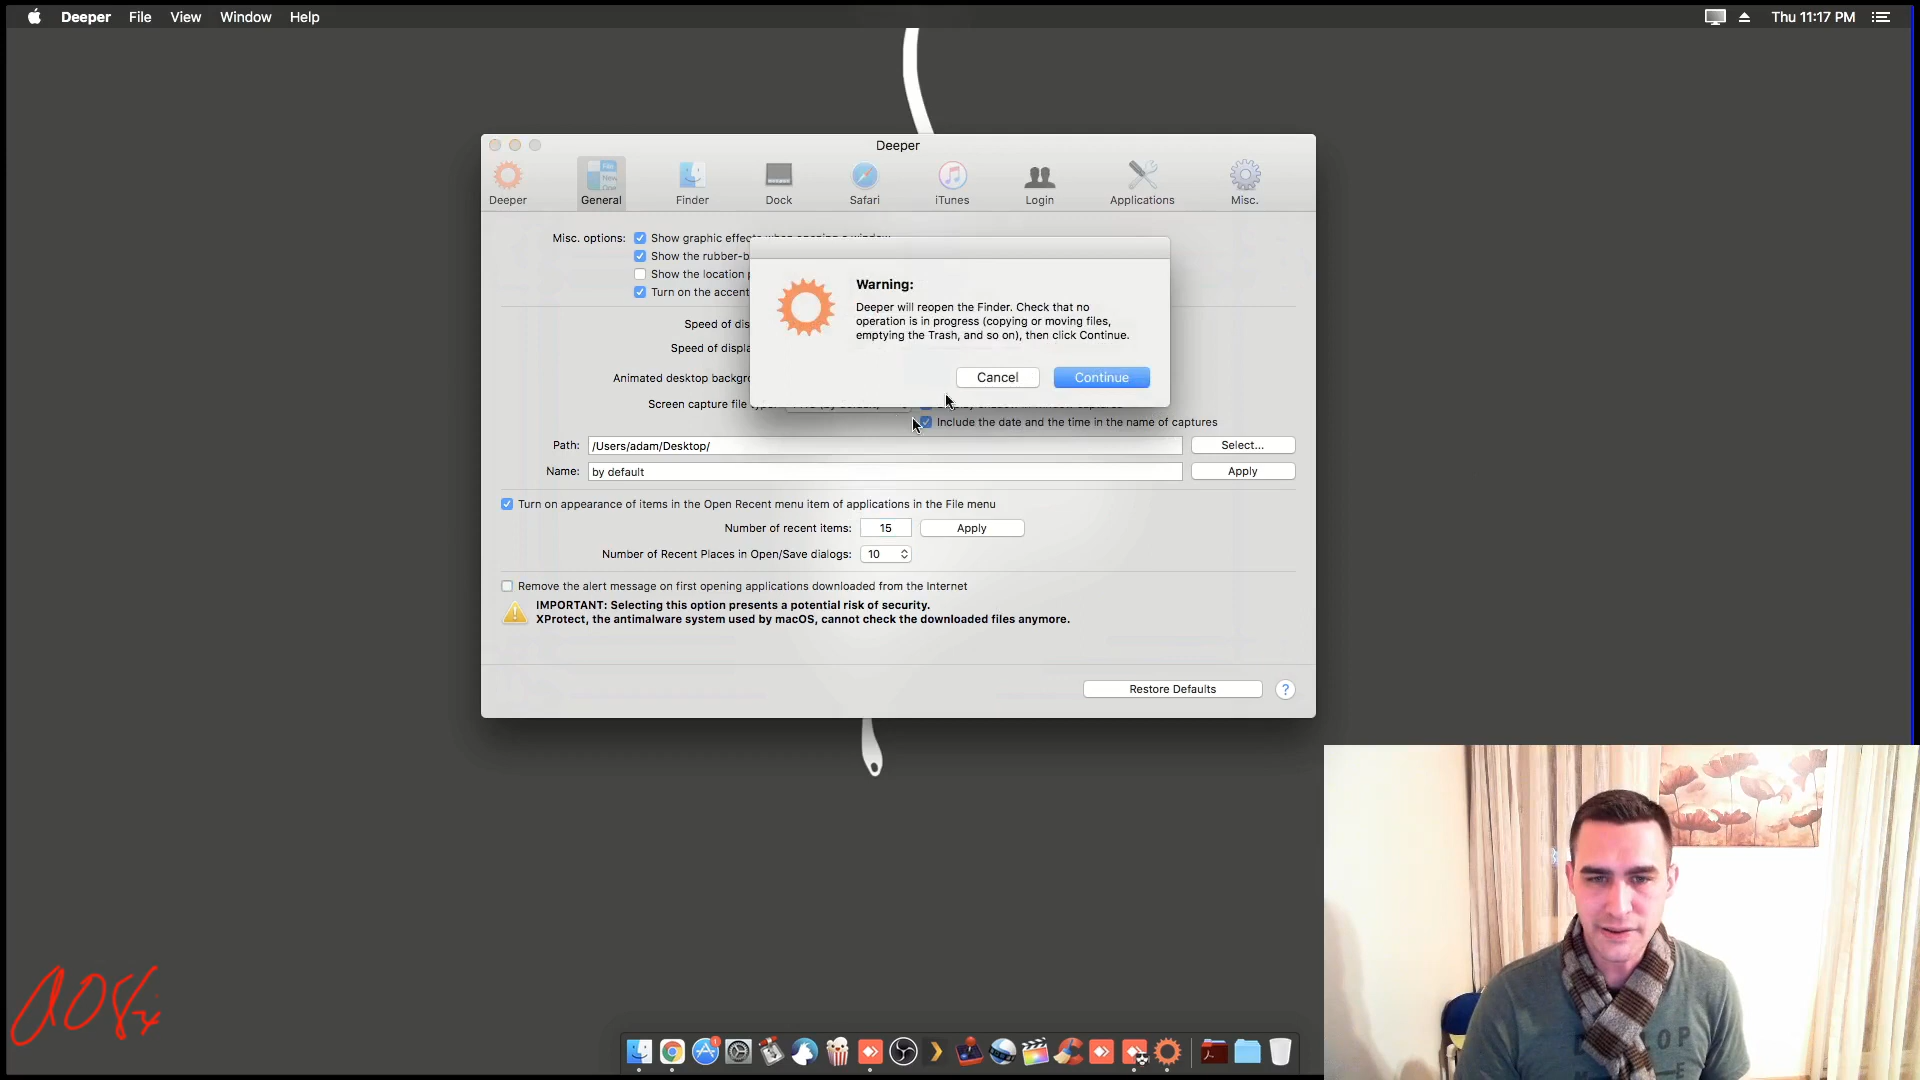 Deeper File View Window Help
Thu 11:17 PM
Deeper
Deeper General Finder Dock Safari iTunes Login Applications Misc.
Misc. options: Show graphic effects when opening a window
Show the rubber-b
Show the location
Turn on the accent
Speed of dis
Speed of displa
Animated desktop backgro
Screen capture file type:
Warning:
Deeper will reopen the Finder. Check that no
operation is in progress (copying or moving files,
emptying the Trash, and so on), then click Continue.
Cancel Continue
Include the date and the time in the name of captures
Path: /Users/adam/Desktop/ Select...
Name: by default Apply
Turn on appearance of items in the Open Recent menu item of applications in the File menu
Number of recent items: 15 Apply
Number of Recent Places in Open/Save dialogs: 10
Remove the alert message on first opening applications downloaded from the Internet
IMPORTANT: Selecting this option presents a potential risk of security.
XProtect, the antimalware system used by macOS, cannot check the downloaded files anymore.
Restore Defaults ?